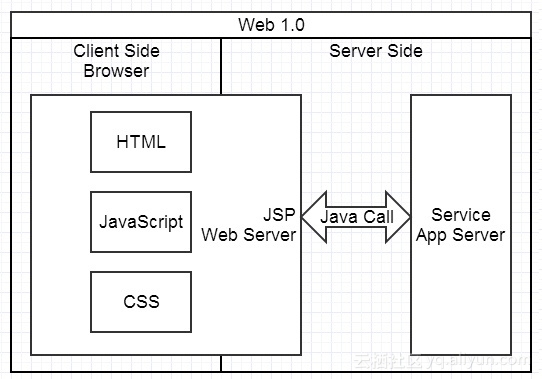 Web 1.0
Client Side
Browser
Server Side
HTML
JavaScript
CSS
JSP
Web Server
Java Call
Service
App Server
云栖社区 yq.aliyun.com